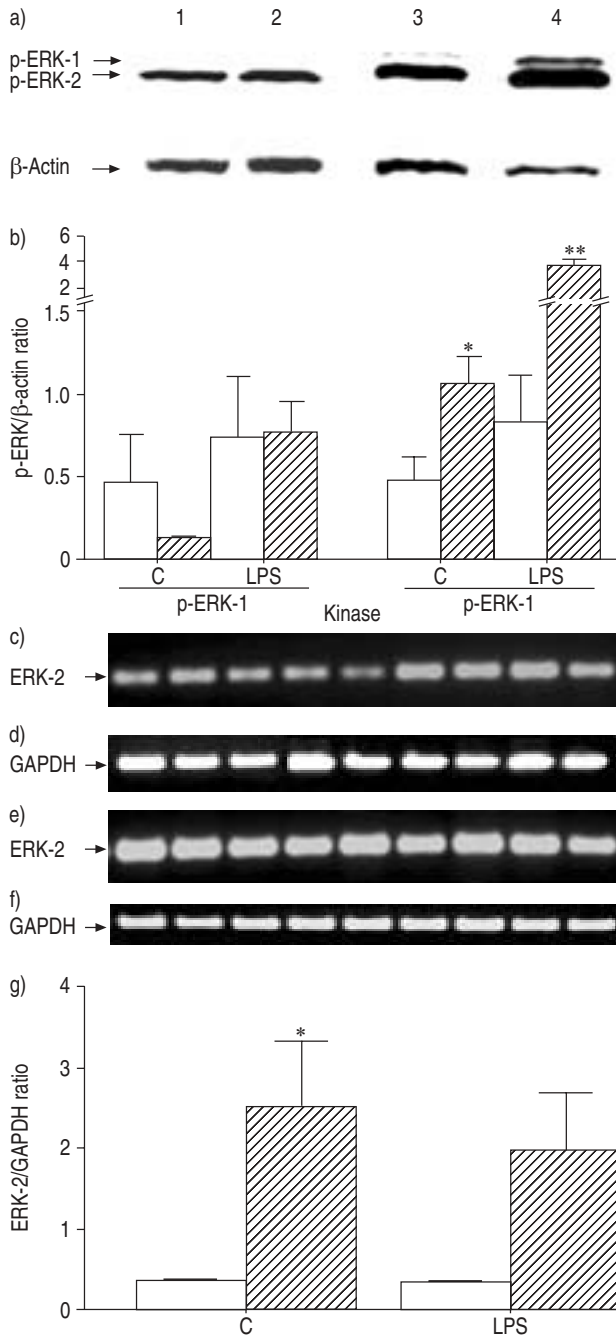 a) 1 2 3 4
p-ERK-1
p-ERK-2
β-Actin
b)
6
4
2
1.5
1.0
0.5
0
p-ERK/β-actin ratio
*
**
C LPS C LPS
p-ERK-1 p-ERK-1
Kinase
c)
ERK-2
d)
GAPDH
e)
ERK-2
f)
GAPDH
g)
4
3
2
1
0
ERK-2/GAPDH ratio
*
C LPS